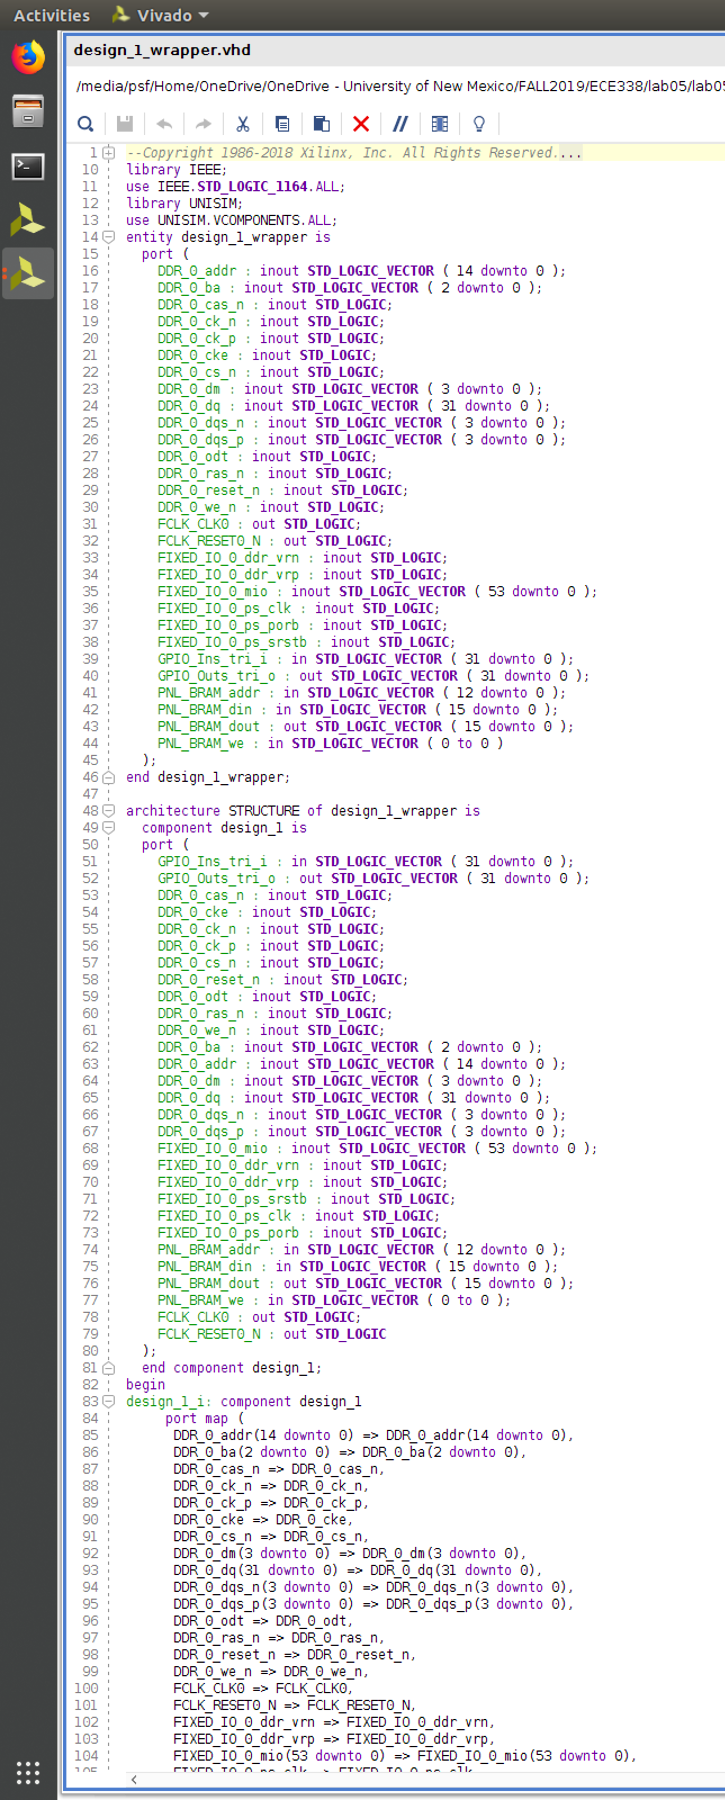 Activities Vivado
design_1_wrapper.vhd
/media/psf/Home/OneDrive/OneDrive - University of New Mexico/FALL2019/ECE338/lab05/lab05
1 --Copyright 1986-2018 Xilinx, Inc. All Rights Reserved....
10 library IEEE;
11 use IEEE.STD_LOGIC_1164.ALL;
12 library UNISIM;
13 use UNISIM.VCOMPONENTS.ALL;
14 entity design_1_wrapper is
15 port (
16 DDR_0_addr : inout STD_LOGIC_VECTOR ( 14 downto 0 );
17 DDR_0_ba : inout STD_LOGIC_VECTOR ( 2 downto 0 );
18 DDR_0_cas_n : inout STD_LOGIC;
19 DDR_0_ck_n : inout STD_LOGIC;
20 DDR_0_ck_p : inout STD_LOGIC;
21 DDR_0_cke : inout STD_LOGIC;
22 DDR_0_cs_n : inout STD_LOGIC;
23 DDR_0_dm : inout STD_LOGIC_VECTOR ( 3 downto 0 );
24 DDR_0_dq : inout STD_LOGIC_VECTOR ( 31 downto 0 );
25 DDR_0_dqs_n : inout STD_LOGIC_VECTOR ( 3 downto 0 );
26 DDR_0_dqs_p : inout STD_LOGIC_VECTOR ( 3 downto 0 );
27 DDR_0_odt : inout STD_LOGIC;
28 DDR_0_ras_n : inout STD_LOGIC;
29 DDR_0_reset_n : inout STD_LOGIC;
30 DDR_0_we_n : inout STD_LOGIC;
31 FCLK_CLK0 : out STD_LOGIC;
32 FCLK_RESET0_N : out STD_LOGIC;
33 FIXED_IO_0_ddr_vrn : inout STD_LOGIC;
34 FIXED_IO_0_ddr_vrp : inout STD_LOGIC;
35 FIXED_IO_0_mio : inout STD_LOGIC_VECTOR ( 53 downto 0 );
36 FIXED_IO_0_ps_clk : inout STD_LOGIC;
37 FIXED_IO_0_ps_porb : inout STD_LOGIC;
38 FIXED_IO_0_ps_srstb : inout STD_LOGIC;
39 GPIO_Ins_tri_i : in STD_LOGIC_VECTOR ( 31 downto 0 );
40 GPIO_Outs_tri_o : out STD_LOGIC_VECTOR ( 31 downto 0 );
41 PNL_BRAM_addr : in STD_LOGIC_VECTOR ( 12 downto 0 );
42 PNL_BRAM_din : in STD_LOGIC_VECTOR ( 15 downto 0 );
43 PNL_BRAM_dout : out STD_LOGIC_VECTOR ( 15 downto 0 );
44 PNL_BRAM_we : in STD_LOGIC_VECTOR ( 0 to 0 )
45 );
46 end design_1_wrapper;
47
48 architecture STRUCTURE of design_1_wrapper is
49 component design_1 is
50 port (
51 GPIO_Ins_tri_i : in STD_LOGIC_VECTOR ( 31 downto 0 );
52 GPIO_Outs_tri_o : out STD_LOGIC_VECTOR ( 31 downto 0 );
53 DDR_0_cas_n : inout STD_LOGIC;
54 DDR_0_cke : inout STD_LOGIC;
55 DDR_0_ck_n : inout STD_LOGIC;
56 DDR_0_ck_p : inout STD_LOGIC;
57 DDR_0_cs_n : inout STD_LOGIC;
58 DDR_0_reset_n : inout STD_LOGIC;
59 DDR_0_odt : inout STD_LOGIC;
60 DDR_0_ras_n : inout STD_LOGIC;
61 DDR_0_we_n : inout STD_LOGIC;
62 DDR_0_ba : inout STD_LOGIC_VECTOR ( 2 downto 0 );
63 DDR_0_addr : inout STD_LOGIC_VECTOR ( 14 downto 0 );
64 DDR_0_dm : inout STD_LOGIC_VECTOR ( 3 downto 0 );
65 DDR_0_dq : inout STD_LOGIC_VECTOR ( 31 downto 0 );
66 DDR_0_dqs_n : inout STD_LOGIC_VECTOR ( 3 downto 0 );
67 DDR_0_dqs_p : inout STD_LOGIC_VECTOR ( 3 downto 0 );
68 FIXED_IO_0_mio : inout STD_LOGIC_VECTOR ( 53 downto 0 );
69 FIXED_IO_0_ddr_vrn : inout STD_LOGIC;
70 FIXED_IO_0_ddr_vrp : inout STD_LOGIC;
71 FIXED_IO_0_ps_srstb : inout STD_LOGIC;
72 FIXED_IO_0_ps_clk : inout STD_LOGIC;
73 FIXED_IO_0_ps_porb : inout STD_LOGIC;
74 PNL_BRAM_addr : in STD_LOGIC_VECTOR ( 12 downto 0 );
75 PNL_BRAM_din : in STD_LOGIC_VECTOR ( 15 downto 0 );
76 PNL_BRAM_dout : out STD_LOGIC_VECTOR ( 15 downto 0 );
77 PNL_BRAM_we : in STD_LOGIC_VECTOR ( 0 to 0 );
78 FCLK_CLK0 : out STD_LOGIC;
79 FCLK_RESET0_N : out STD_LOGIC
80 );
81 end component design_1;
82 begin
83 design_1_i: component design_1
84 port map (
85 DDR_0_addr(14 downto 0) => DDR_0_addr(14 downto 0),
86 DDR_0_ba(2 downto 0) => DDR_0_ba(2 downto 0),
87 DDR_0_cas_n => DDR_0_cas_n,
88 DDR_0_ck_n => DDR_0_ck_n,
89 DDR_0_ck_p => DDR_0_ck_p,
90 DDR_0_cke => DDR_0_cke,
91 DDR_0_cs_n => DDR_0_cs_n,
92 DDR_0_dm(3 downto 0) => DDR_0_dm(3 downto 0),
93 DDR_0_dq(31 downto 0) => DDR_0_dq(31 downto 0),
94 DDR_0_dqs_n(3 downto 0) => DDR_0_dqs_n(3 downto 0),
95 DDR_0_dqs_p(3 downto 0) => DDR_0_dqs_p(3 downto 0),
96 DDR_0_odt => DDR_0_odt,
97 DDR_0_ras_n => DDR_0_ras_n,
98 DDR_0_reset_n => DDR_0_reset_n,
99 DDR_0_we_n => DDR_0_we_n,
100 FCLK_CLK0 => FCLK_CLK0,
101 FCLK_RESET0_N => FCLK_RESET0_N,
102 FIXED_IO_0_ddr_vrn => FIXED_IO_0_ddr_vrn,
103 FIXED_IO_0_ddr_vrp => FIXED_IO_0_ddr_vrp,
104 FIXED_IO_0_mio(53 downto 0) => FIXED_IO_0_mio(53 downto 0),